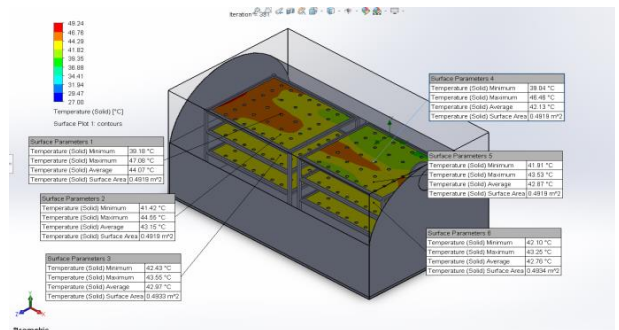 Iteration = 381
49.24
46.76
44.29
41.82
39.35
36.88
34.41
31.94
29.47
27.00
Temperature (Solid) [°C]
Surface Plot 1: contours
Surface Parameters 1
Temperature (Solid) Minimum 39.18 °C
Temperature (Solid) Maximum 47.08 °C
Temperature (Solid) Average 44.07 °C
Temperature (Solid) Surface Area 0.4919 m^2
Surface Parameters 2
Temperature (Solid) Minimum 41.42 °C
Temperature (Solid) Maximum 44.55 °C
Temperature (Solid) Average 43.15 °C
Temperature (Solid) Surface Area 0.4918 m^2
Surface Parameters 3
Temperature (Solid) Minimum 42.43 °C
Temperature (Solid) Maximum 43.55 °C
Temperature (Solid) Average 42.97 °C
Temperature (Solid) Surface Area 0.4933 m^2
Surface Parameters 4
Temperature (Solid) Minimum 38.04 °C
Temperature (Solid) Maximum 46.46 °C
Temperature (Solid) Average 42.13 °C
Temperature (Solid) Surface Area 0.4919 m^2
Surface Parameters 5
Temperature (Solid) Minimum 41.91 °C
Temperature (Solid) Maximum 43.53 °C
Temperature (Solid) Average 42.87 °C
Temperature (Solid) Surface Area 0.4919 m^2
Surface Parameters 6
Temperature (Solid) Minimum 42.10 °C
Temperature (Solid) Maximum 43.25 °C
Temperature (Solid) Average 42.76 °C
Temperature (Solid) Surface Area 0.4934 m^2